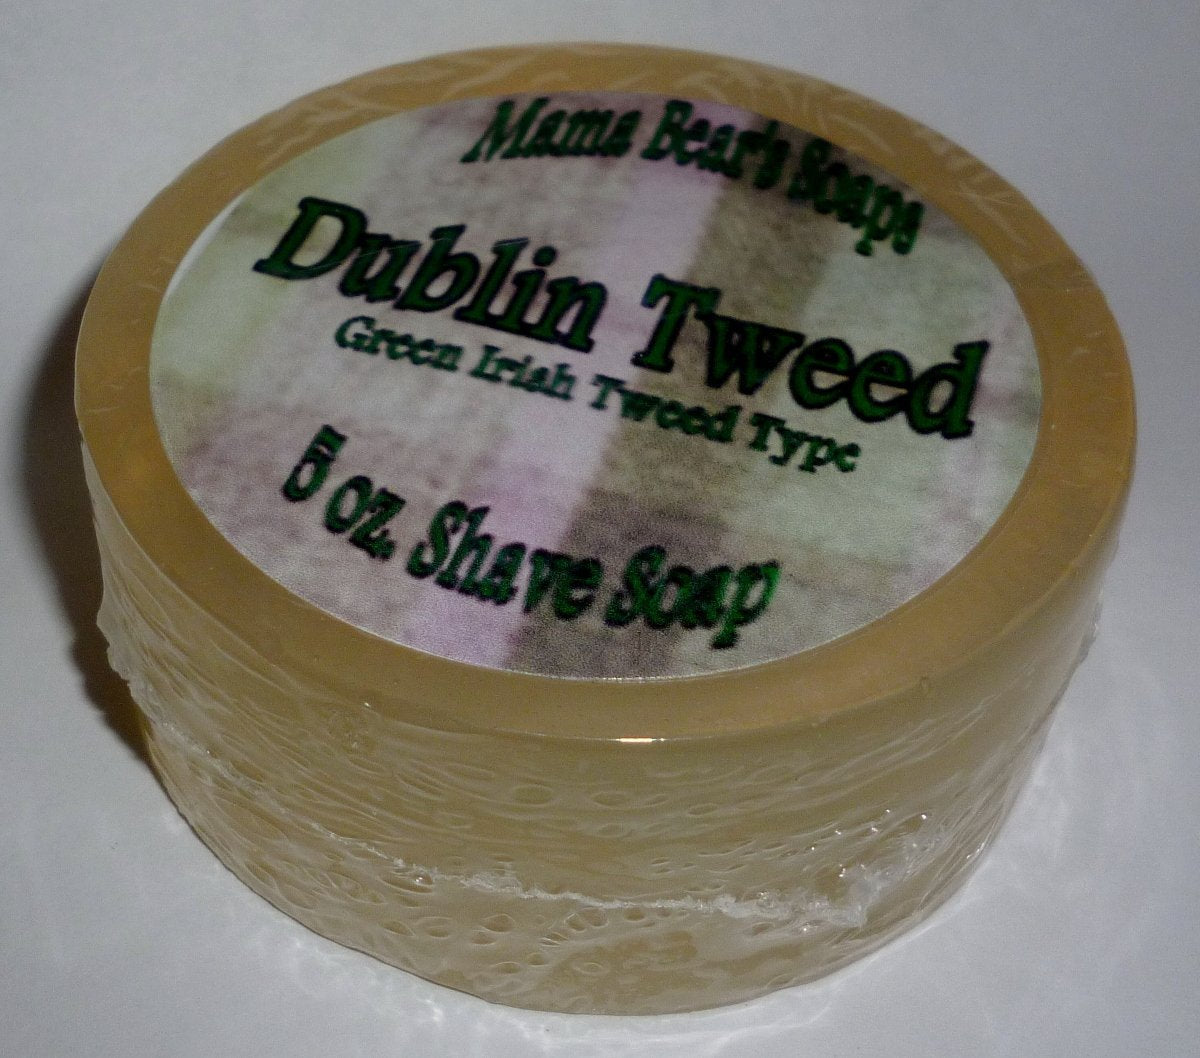 Mama Bear's Soaps
Dublin Tweed
Green Irish Tweed Type
5 oz. Shave Soap